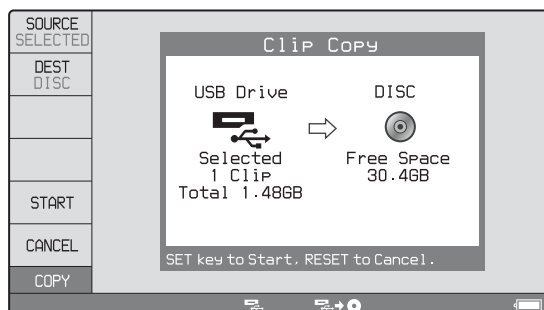 SOURCE
SELECTED
DEST
DISC
START
CANCEL
COPY
Clip Copy
USB Drive
DISC
Selected
1 Clip
Total 1.48GB
Free Space
30.4GB
SET key to Start, RESET to Cancel.